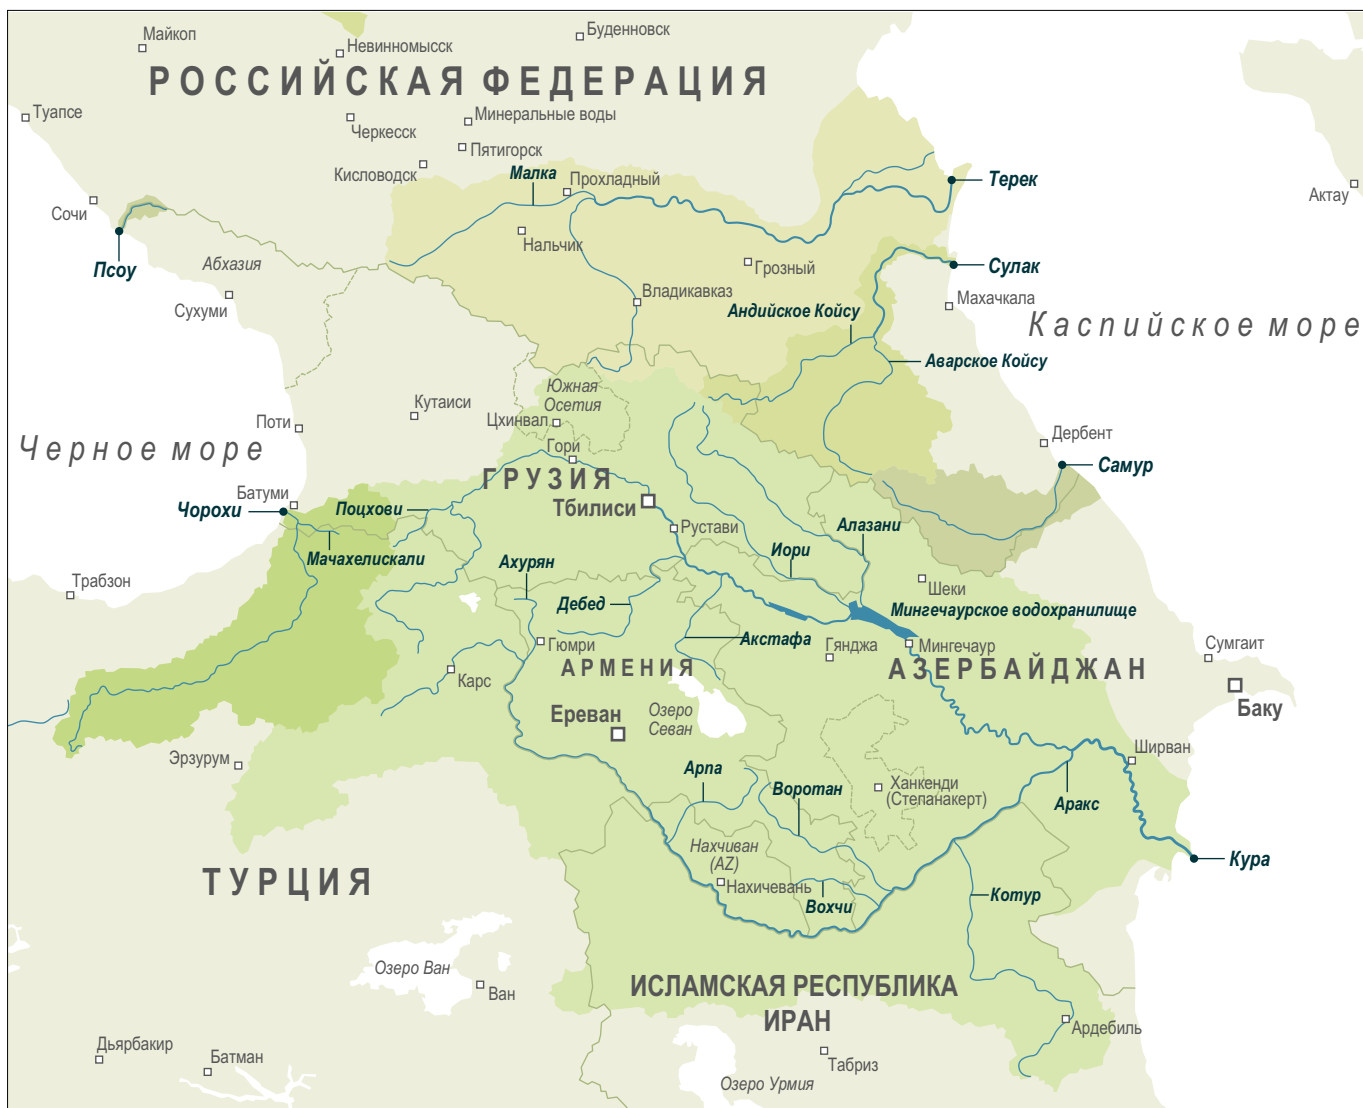 Майкоп
Невинномысск
Буденновск
РОССИЙСКАЯ ФЕДЕРАЦИЯ
Туапсе
Черкесск
Минеральные воды
Пятигорск
Кисловодск
Малка
Прохладный
Терек
Актау
Сочи
Нальчик
Псоу
Абхазия
Грозный
Сулак
Сухуми
Владикавказ
Махачкала
Андийское Койсу
Каспийское море
Аварское Койсу
Южная
Осетия
Кутаиси
Цхинвал
Поти
Черное море
Гори
Дербент
Самур
ГРУЗИЯ
Батуми
Чорохи
Поцхови
Тбилиси
Рустави
Алазани
Иори
Мачахелискали
Ахурян
Трабзон
Шеки
Дебед
Мингечаурское водохранилище
Акстафа
Гюмри
Гянджа
Мингечаур
Сумгаит
АРМЕНИЯ
АЗЕРБАЙДЖАН
Карс
Баку
Ереван
Озеро
Севан
Эрзурум
Ширван
Арпа
Воротан
Ханкенди
(Степанакерт)
Аракс
Нахчиван
(AZ)
Кура
ТУРЦИЯ
Нахичевань
Вохчи
Котур
Озеро Ван
Ван
ИСЛАМСКАЯ РЕСПУБЛИКА
ИРАН
Ардебиль
Дьярбакир
Батман
Табриз
Озеро Урмия